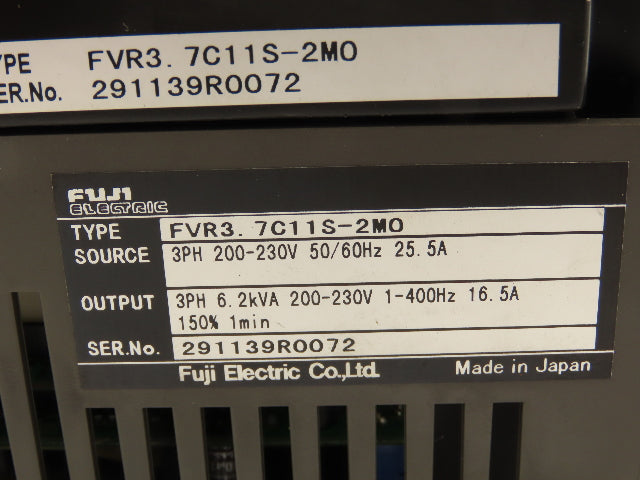 YPE FVR3.7C11S-2MO
ER.No. 291139R0072
FUJI
ELECTRIC
TYPE FVR3.7C11S-2MO
SOURCE 3PH 200-230V 50/60Hz 25.5A
OUTPUT 3PH 6.2kVA 200-230V 1-400Hz 16.5A
150% 1min
SER.No. 291139R0072
Fuji Electric Co.,Ltd. Made in Japan